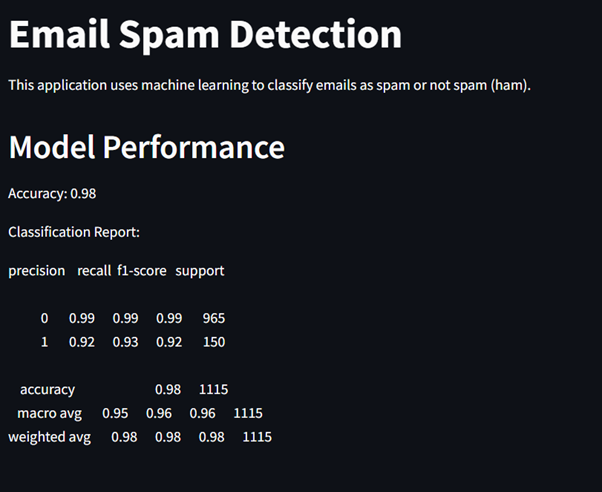 Email Spam Detection
This application uses machine learning to classify emails as spam or not spam (ham).
Model Performance
Accuracy: 0.98
Classification Report:
precision recall f1-score support
0 0.99 0.99 0.99 965
1 0.92 0.93 0.92 150
accuracy 0.98 1115
macro avg 0.95 0.96 0.96 1115
weighted avg 0.98 0.98 0.98 1115